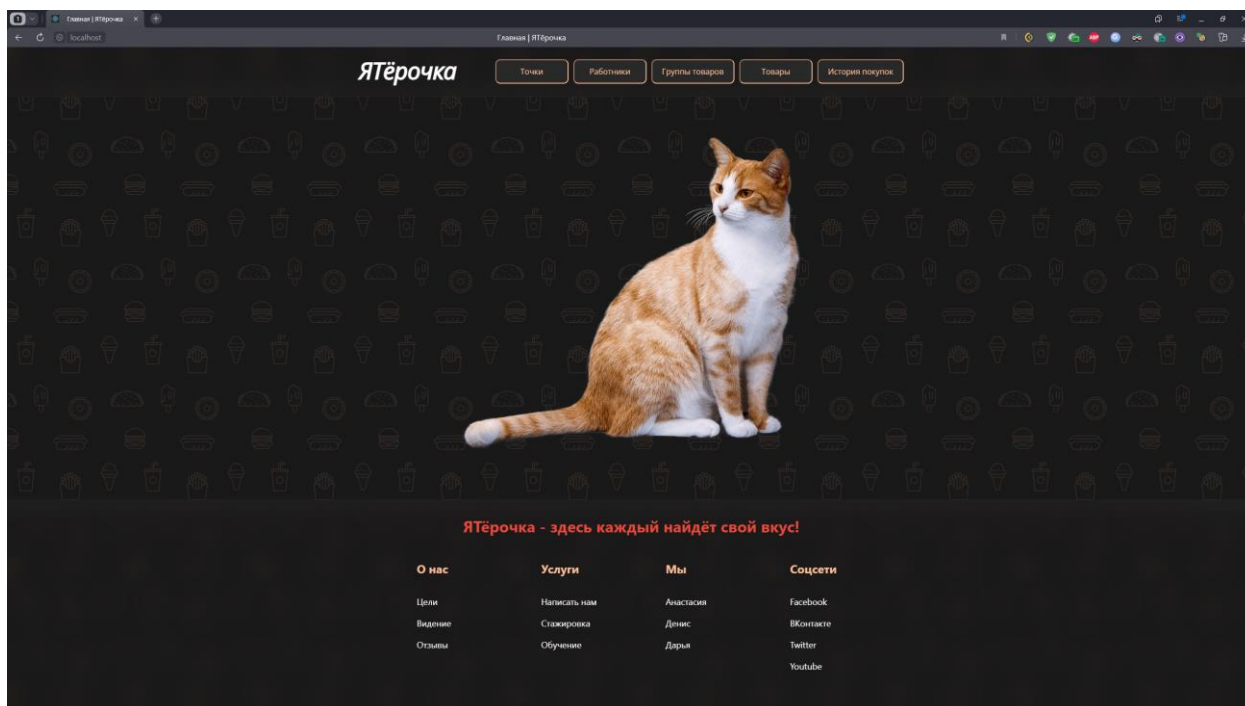 Главная | ЯТёрочка
localhost
Главная | ЯТёрочка
ЯТёрочка
Точки
Работники
Группы товаров
Товары
История покупок
ЯТёрочка - здесь каждый найдёт свой вкус!
О нас
Услуги
Мы
Соцсети
Цели
Написать нам
Анастасия
Facebook
Видение
Стажировка
Денис
ВКонтакте
Отзывы
Обучение
Дарья
Twitter
Youtube